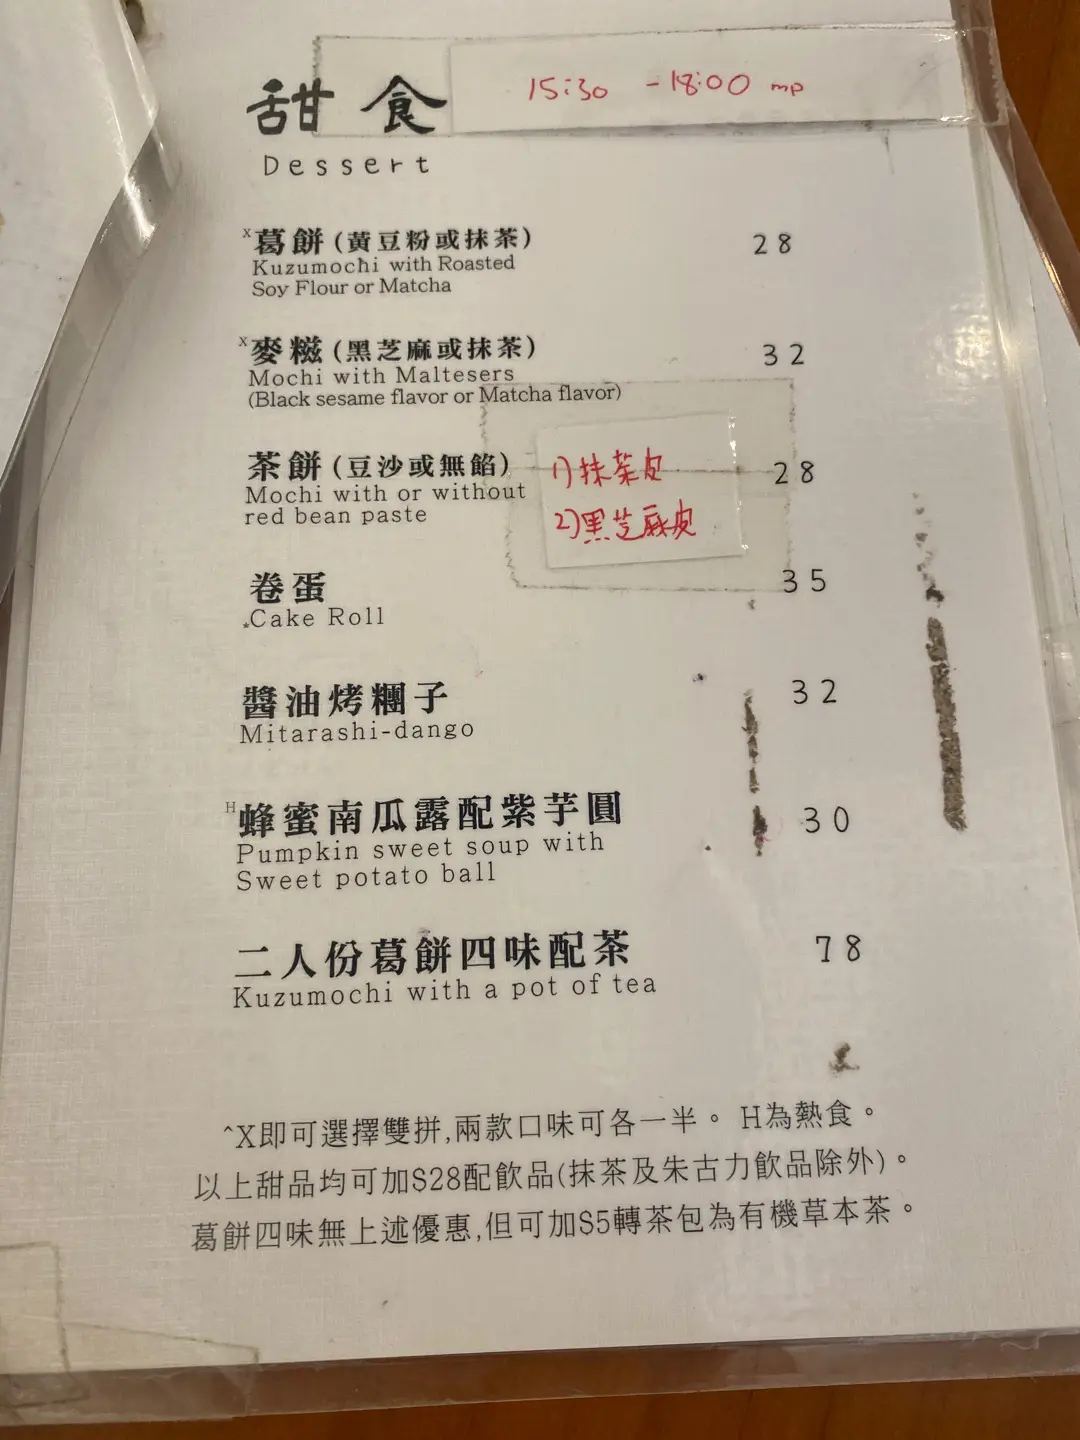 甜食
15:30 - 18:00 mp
Dessert
X葛餅(黃豆粉或抹茶) 28
Kuzumochi with Roasted
Soy Flour or Matcha
X麥糍(黑芝麻或抹茶) 32
Mochi with Maltesers
(Black sesame flavor or Matcha flavor)
茶餅(豆沙或無餡) 28
Mochi with or without
red bean paste
1)抹茶皮
2)黑芝麻皮
卷蛋 35
*Cake Roll
醬油烤糰子 32
Mitarashi-dango
H蜂蜜南瓜露配紫芋圓 30
Pumpkin sweet soup with
Sweet potato ball
二人份葛餅四味配茶 78
Kuzumochi with a pot of tea
^X即可選擇雙拼,兩款口味可各一半。 H為熱食。
以上甜品均可加S28配飲品(抹茶及朱古力飲品除外)。
葛餅四味無上述優惠,但可加S5轉茶包為有機草本茶。